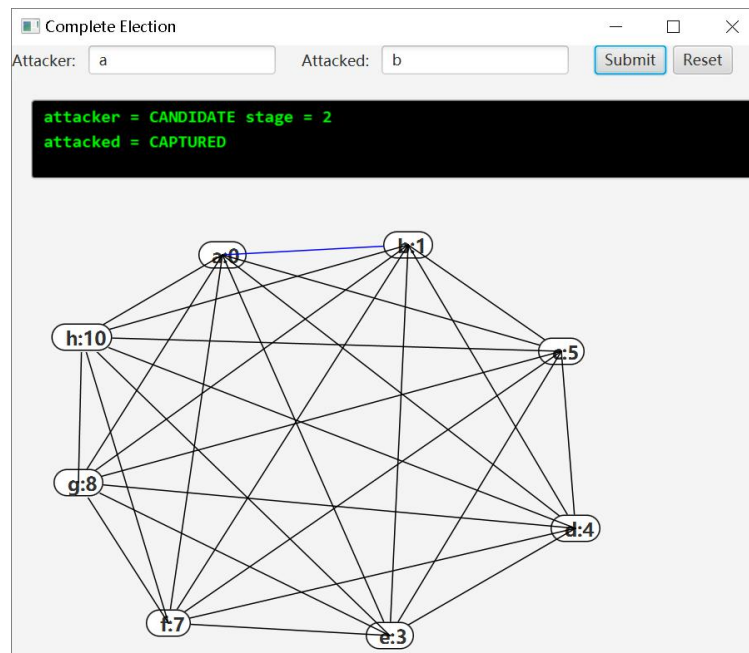 Complete Election
Attacker: a Attacked: b Submit Reset
attacker = CANDIDATE stage = 2
attacked = CAPTURED
a:0
b:1
h:10
:5
g:8
d:4
f:7
e:3